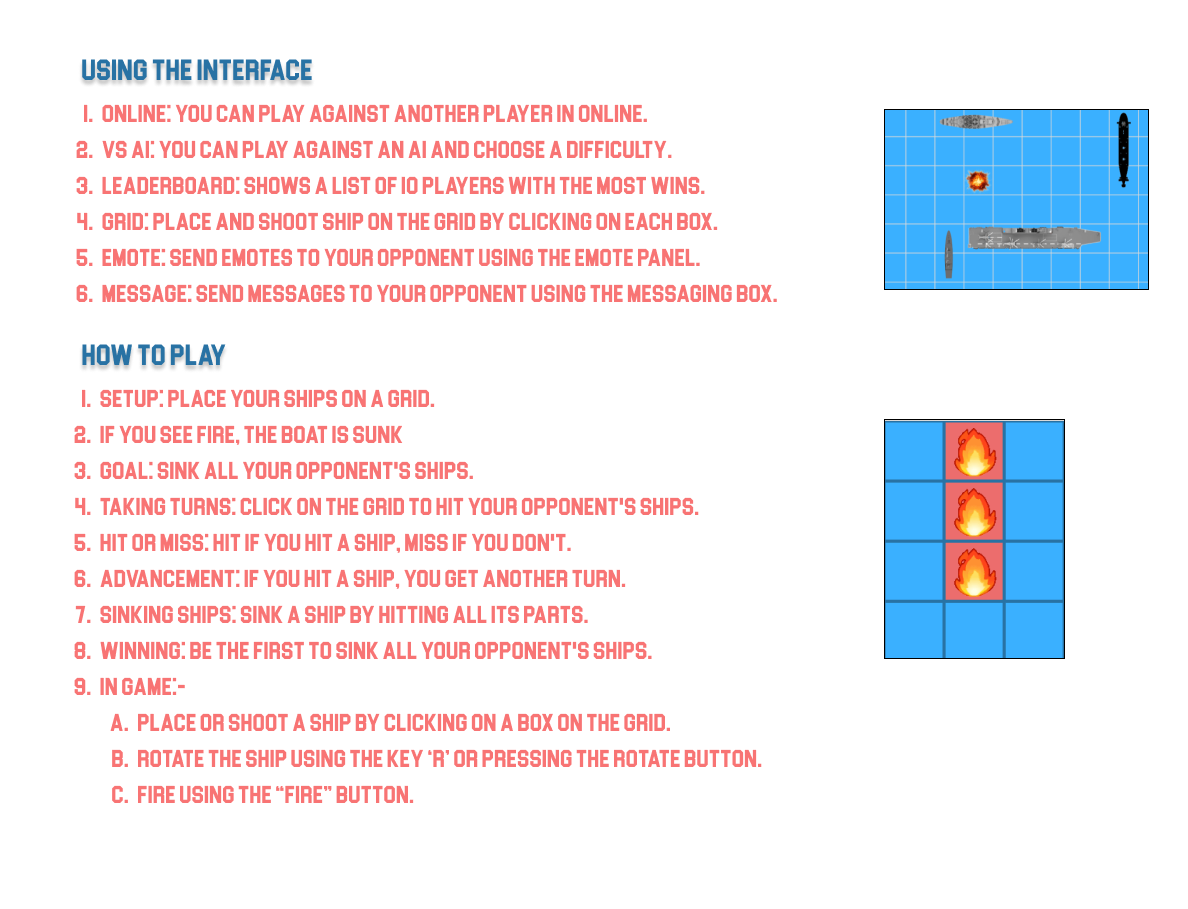 USING THE INTERFACE
1. ONLINE: YOU CAN PLAY AGAINST ANOTHER PLAYER IN ONLINE.
2. VS AI: YOU CAN PLAY AGAINST AN AI AND CHOOSE A DIFFICULTY.
3. LEADERBOARD: SHOWS A LIST OF 10 PLAYERS WITH THE MOST WINS.
4. GRID: PLACE AND SHOOT SHIP ON THE GRID BY CLICKING ON EACH BOX.
5. EMOTE: SEND EMOTES TO YOUR OPPONENT USING THE EMOTE PANEL.
6. MESSAGE: SEND MESSAGES TO YOUR OPPONENT USING THE MESSAGING BOX.
HOW TO PLAY
1. SETUP: PLACE YOUR SHIPS ON A GRID.
2. IF YOU SEE FIRE, THE BOAT IS SUNK
3. GOAL: SINK ALL YOUR OPPONENT'S SHIPS.
4. TAKING TURNS: CLICK ON THE GRID TO HIT YOUR OPPONENT'S SHIPS.
5. HIT OR MISS: HIT IF YOU HIT A SHIP, MISS IF YOU DON'T.
6. ADVANCEMENT: IF YOU HIT A SHIP, YOU GET ANOTHER TURN.
7. SINKING SHIPS: SINK A SHIP BY HITTING ALL ITS PARTS.
8. WINNING: BE THE FIRST TO SINK ALL YOUR OPPONENT'S SHIPS.
9. IN GAME:-
A. PLACE OR SHOOT A SHIP BY CLICKING ON A BOX ON THE GRID.
B. ROTATE THE SHIP USING THE KEY ‘R’ OR PRESSING THE ROTATE BUTTON.
C. FIRE USING THE “FIRE” BUTTON.